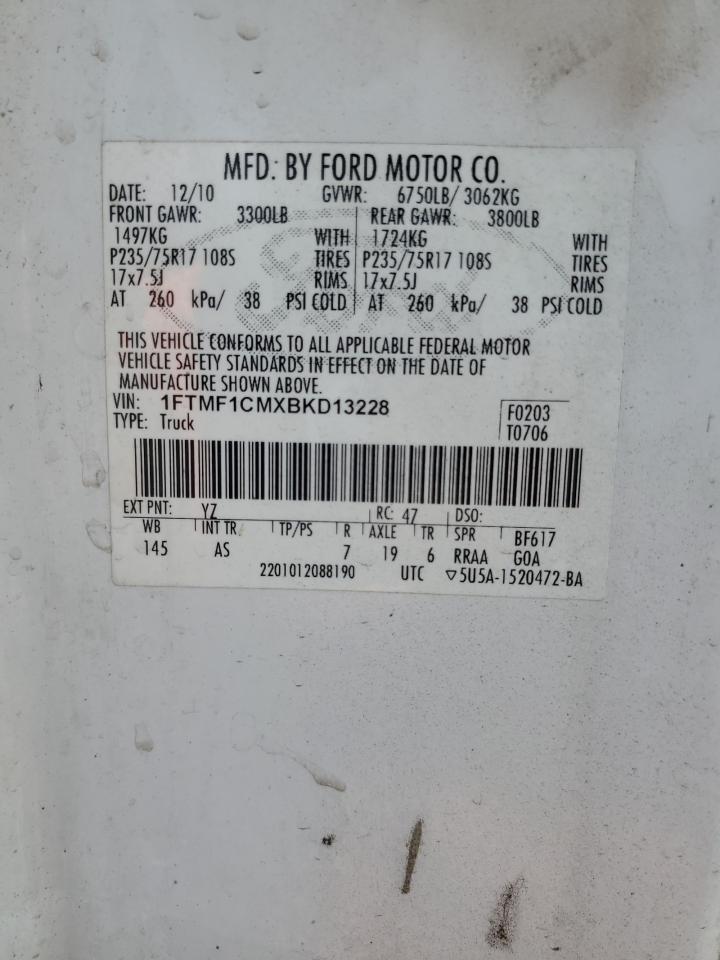 MFD. BY FORD MOTOR CO.
DATE: 12/10 GVWR: 6750LB/ 3062KG
FRONT GAWR: 3300LB REAR GAWR: 3800LB
1497KG WITH 1724KG WITH
P235/75R17 108S TIRES P235/75R17 108S TIRES
17x7.5J RIMS 17x7.5J RIMS
AT 260 kPa/ 38 PSI COLD AT 260 kPa/ 38 PSI COLD
THIS VEHICLE CONFORMS TO ALL APPLICABLE FEDERAL MOTOR
VEHICLE SAFETY STANDARDS IN EFFECT ON THE DATE OF
MANUFACTURE SHOWN ABOVE.
VIN: 1FTMF1CMXBKD13228 F0203
TYPE: Truck T0706
EXT PNT: YZ RC: 47 DSO:
WB INT TR TP/PS R AXLE TR SPR BF617
145 AS 7 19 6 RRAA GOA
2201012088190 UTC ▽5U5A-1520472-BA